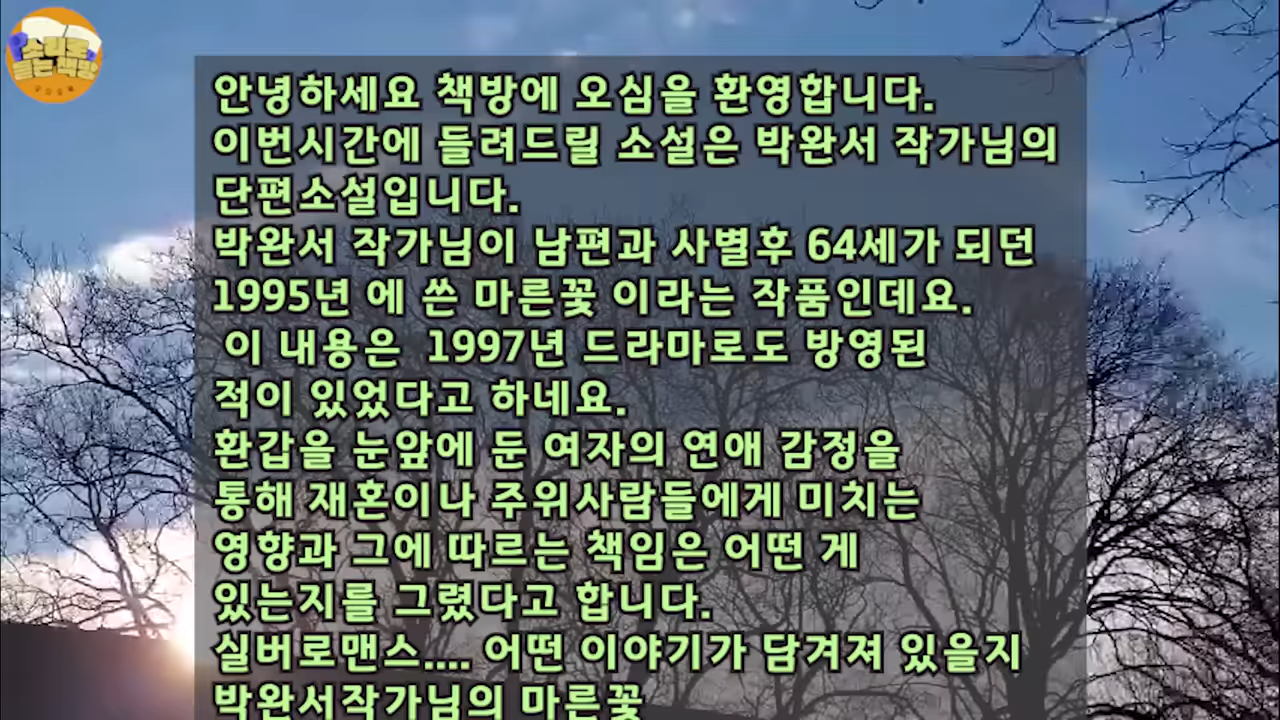 소리로
듣는책방
안녕하세요 책방에 오심을 환영합니다.
이번시간에 들려드릴 소설은 박완서 작가님의
단편소설입니다.
박완서 작가님이 남편과 사별후 64세가 되던
1995년 에 쓴 마른꽃 이라는 작품인데요.
이 내용은 1997년 드라마로도 방영된
적이 있었다고 하네요.
환갑을 눈앞에 둔 여자의 연애 감정을
통해 재혼이나 주위사람들에게 미치는
영향과 그에 따르는 책임은 어떤 게
있는지를 그렸다고 합니다.
실버로맨스.... 어떤 이야기가 담겨져 있을지
박완서작가님의 마른꽃